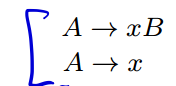 A → xB
A → x